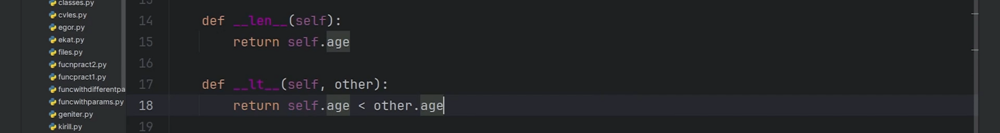 classes.py
cvles.py
egor.py
ekat.py
files.py
fucnpract2.py
funcpract1.py
funcwithdifferentpa
funcwithparams.py
geniter.py
kirill.py
14 def __len__(self):
15 return self.age
16
17 def __lt__(self, other):
18 return self.age < other.age
19